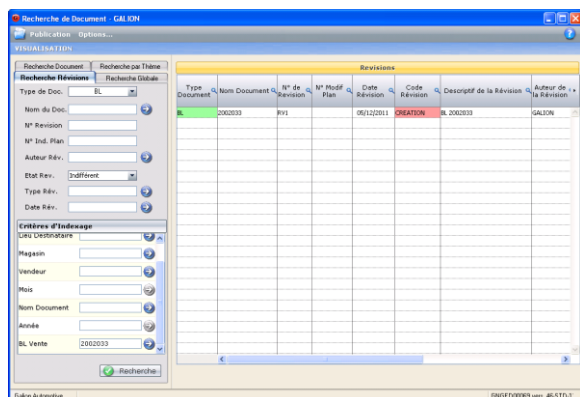 Recherche de Document - GALION
Publication Options...
VISUALISATION
Recherche Document Recherche par Thème
Recherche Révisions Recherche Globale
Type de Doc. BL
Nom du Doc.
N° Revision
N° Ind. Plan
Auteur Rév.
Etat Rev. Indifférent
Type Rév.
Date Rév.
Critères d'Indexage
Lieu Destinataire
Magasin
Vendeur
Mois
Nom Document
Année
BL Vente 2002033
Recherche
Revisions
Type Document Nom Document N° de Revision N° Modif Plan Date Révision Code Révision Descriptif de la Révision Auteur de la Révision
BL 2002033 RV1 05/12/2011 CREATION BL 2002033 GALION
Galion Automotive